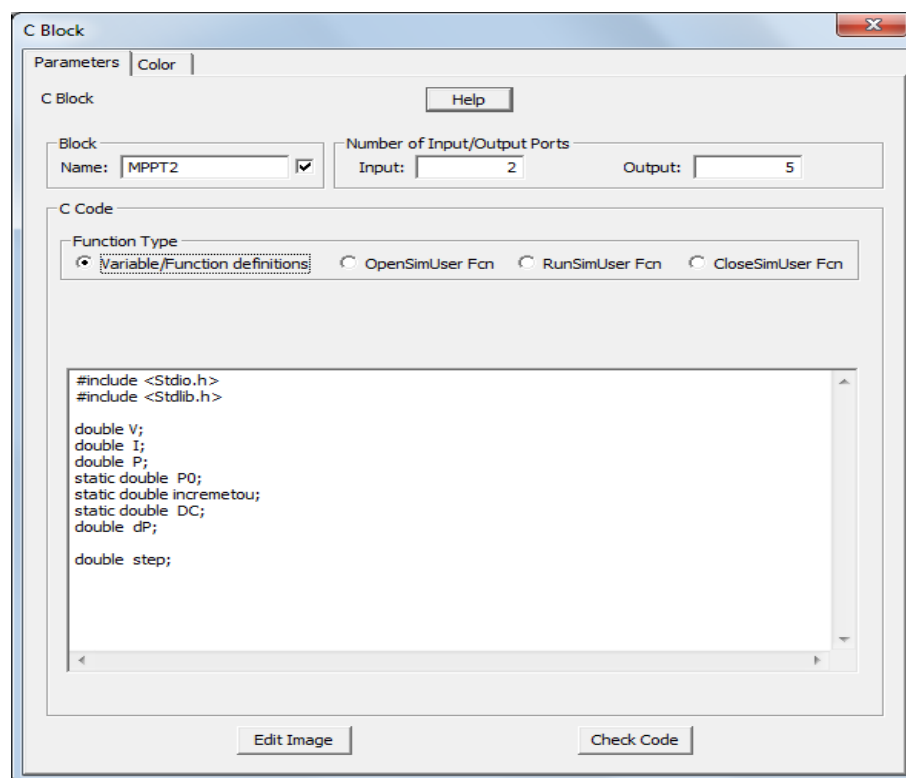 C Block
Parameters Color
C Block Help
Block Number of Input/Output Ports
Name: MPPT2 Input: 2 Output: 5
C Code
Function Type
Variable/Function definitions OpenSimUser Fcn RunSimUser Fcn CloseSimUser Fcn
#include <Stdio.h>
#include <Stdlib.h>
double V;
double I;
double P;
static double P0;
static double incremetou;
static double DC;
double dP;
double step;
Edit Image Check Code